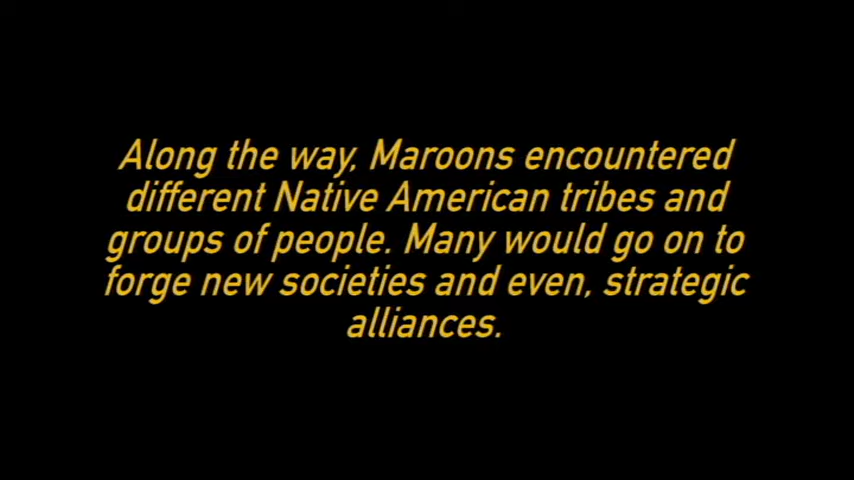 Along the way, Maroons encountered
different Native American tribes and
groups of people. Many would go on to
forge new societies and even, strategic
alliances.